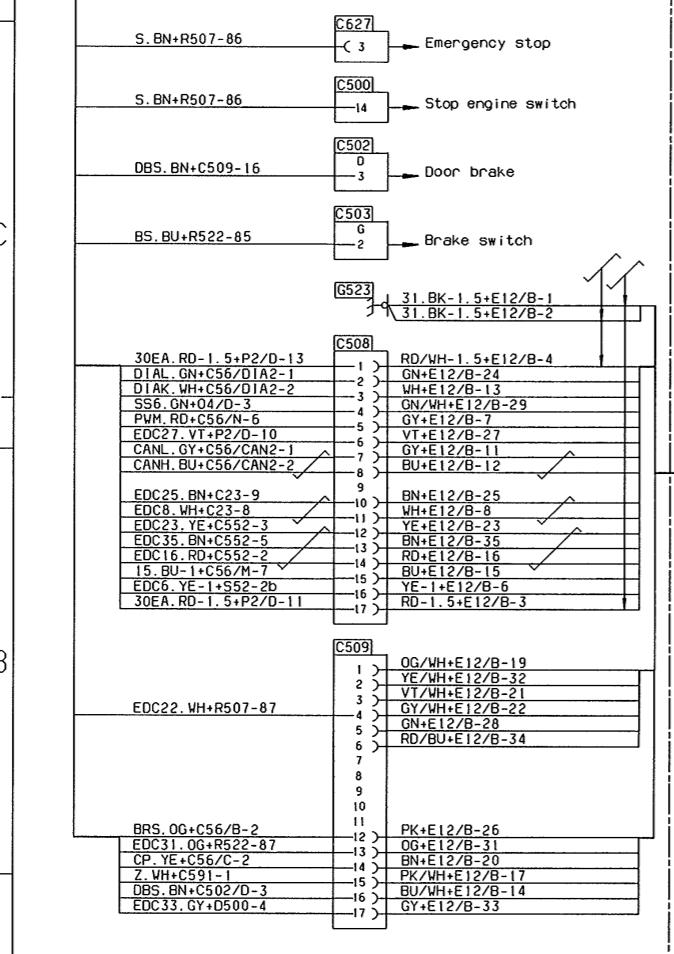 C627
S.BN+R507-86 3 Emergency stop
C500
S.BN+R507-86 14 Stop engine switch
C502
D
DBS.BN+C509-16 3 Door brake
C503
G
BS.BU+R522-85 2 Brake switch
C
G523
31.BK-1.5+E12/B-1
31.BK-1.5+E12/B-2
C508
30EA.RD-1.5+P2/D-13 1 RD/WH-1.5+E12/B-4
DIAL.GN+C56/DIA2-1 2 GN+E12/B-24
DIAK.WH+C56/DIA2-2 3 WH+E12/B-13
SS6.GN+04/D-3 4 GN/WH+E12/B-29
PWM.RD+C56/N-6 5 GY+E12/B-7
EDC27.VT+P2/D-10 6 VT+E12/B-27
CANL.GY+C56/CAN2-1 7 GY+E12/B-11
CANH.BU+C56/CAN2-2 8 BU+E12/B-12
9
EDC25.BN+C23-9 10 BN+E12/B-25
EDC8.WH+C23-8 11 WH+E12/B-8
EDC23.YE+C552-3 12 YE+E12/B-23
EDC35.BN+C552-5 13 BN+E12/B-35
EDC16.RD+C552-2 14 RD+E12/B-16
15.BU-1+C56/M-7 15 BU+E12/B-15
EDC6.YE-1+S52-2b 16 YE-1+E12/B-6
30EA.RD-1.5+P2/D-11 17 RD-1.5+E12/B-3
B
C509
1 OG/WH+E12/B-19
2 YE/WH+E12/B-32
3 VT/WH+E12/B-21
EDC22.WH+R507-87 4 GY/WH+E12/B-22
5 GN+E12/B-28
6 RD/BU+E12/B-34
7
8
9
10
11
BRS.OG+C56/B-2 12 PK+E12/B-26
EDC31.OG+R522-87 13 OG+E12/B-31
CP.YE+C56/C-2 14 BN+E12/B-20
Z.WH+C591-1 15 PK/WH+E12/B-17
DBS.BN+C502/D-3 16 BU/WH+E12/B-14
EDC33.GY+D500-4 17 GY+E12/B-33